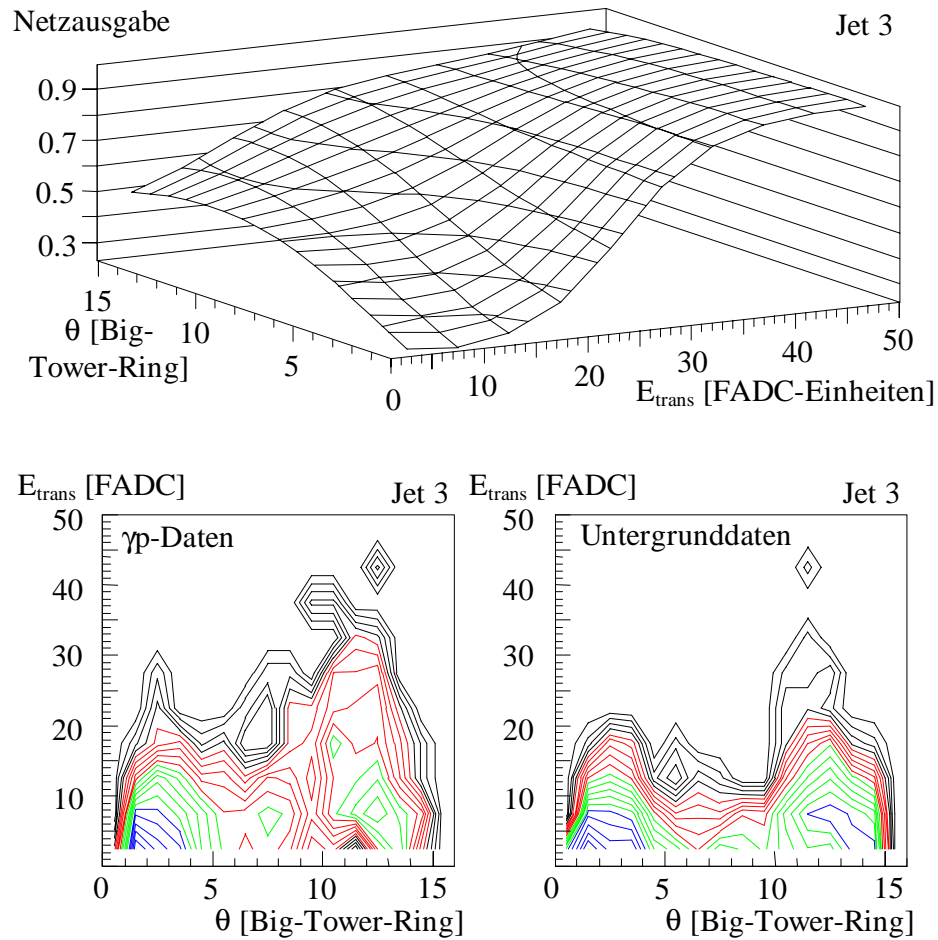 Netzausgabe
Jet 3
0.9
0.7
0.5
0.3
15
10
5
θ [Big-
Tower-Ring]
0
10
20
30
40
50
E_trans [FADC-Einheiten]
E_trans [FADC]
Jet 3
50
γp-Daten
40
30
20
10
0
5
10
15
θ [Big-Tower-Ring]
E_trans [FADC]
Jet 3
50
Untergrunddaten
40
30
20
10
0
5
10
15
θ [Big-Tower-Ring]